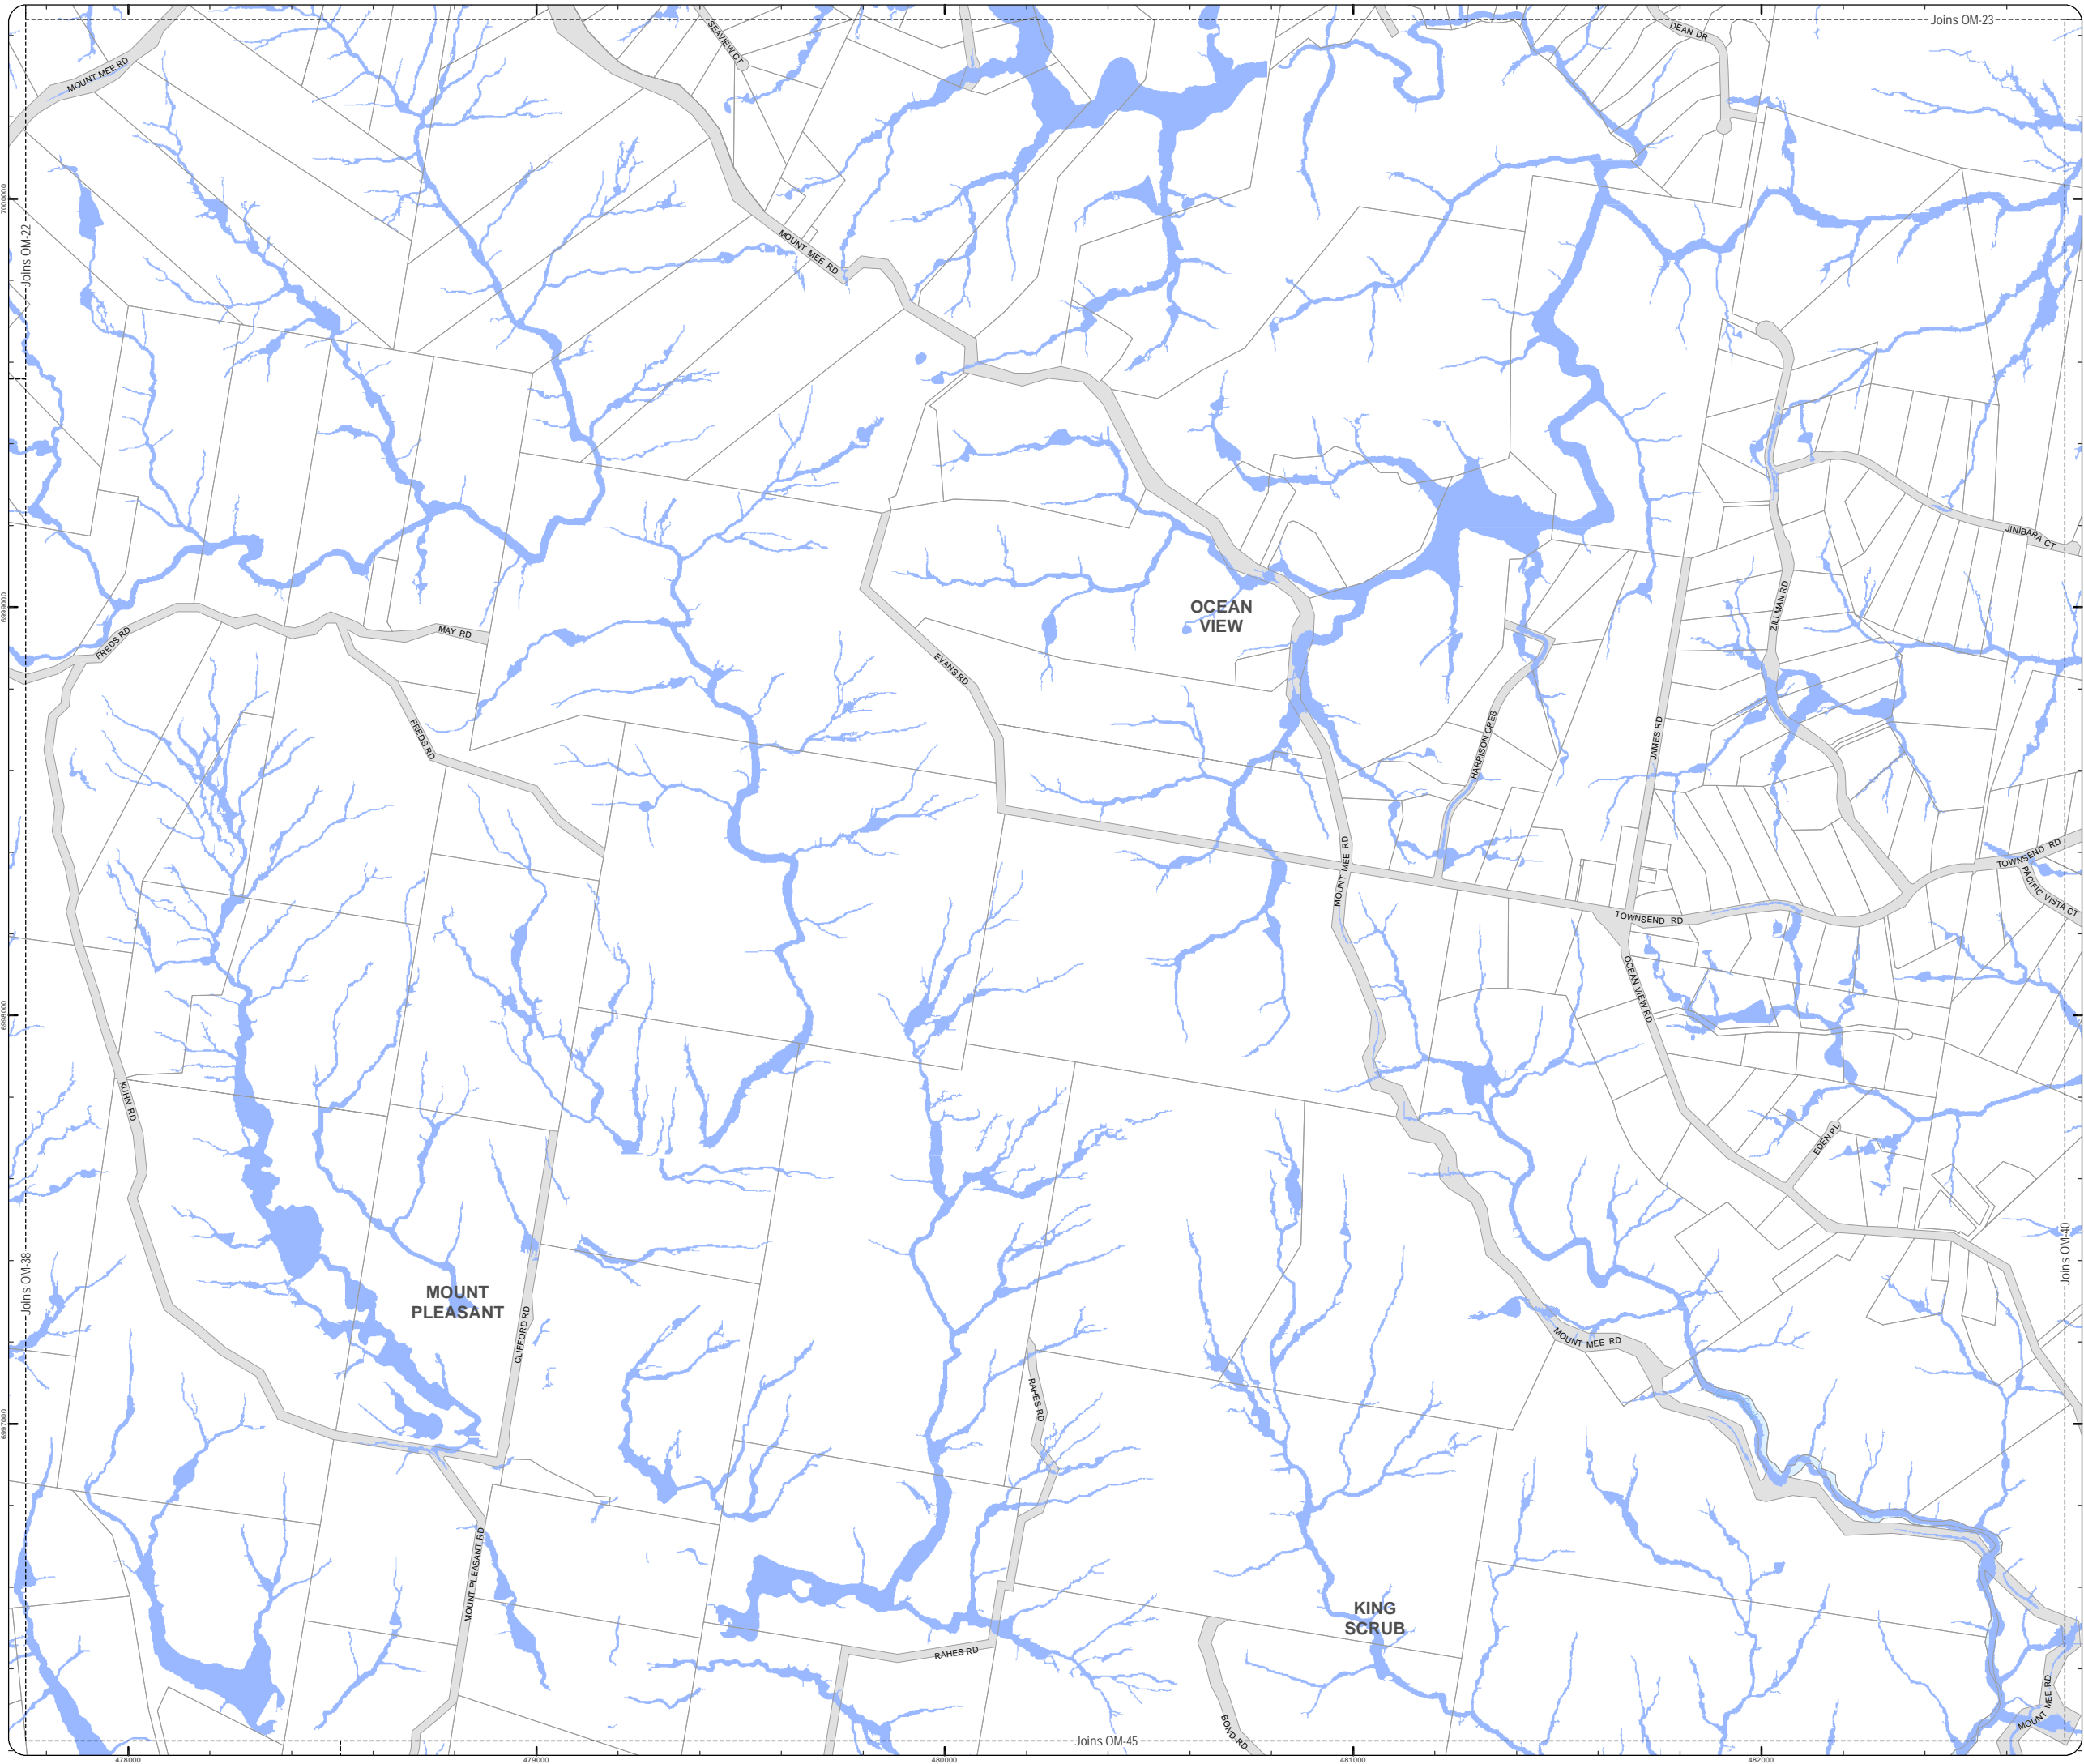 Joins OM-23
SEAVIEW CT
DEAN DR
MOUNT MEE RD
7000000
Joins OM-22
MOUNT MEE RD
JINIBARA CT
6999000
OCEAN
VIEW
ZILLMAN RD
FREDS RD
MAY RD
EVANS RD
FREDS RD
HARRISON CRES
JAMES RD
MOUNT MEE RD
TOWNSEND RD
PACIFIC VISTA CT
TOWNSEND RD
OCEAN VIEW RD
6998000
KUHN RD
EDEN PL
Joins OM-38
Joins OM-40
MOUNT
PLEASANT
CLIFFORD RD
MOUNT MEE RD
RAHES RD
6997000
MOUNT PLEASANT RD
KING
SCRUB
RAHES RD
BOND RD
MOUNT MEE RD
Joins OM-45
478000
479000
480000
481000
482000